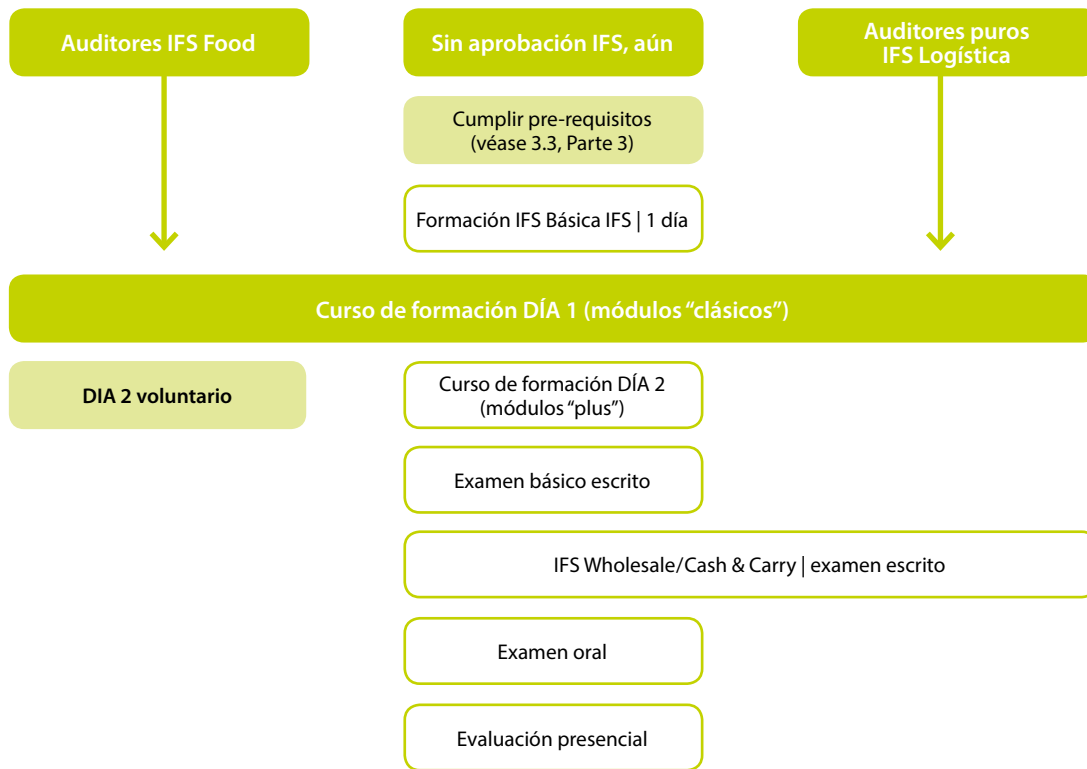 Auditores IFS Food
Sin aprobación IFS, aún
Auditores puros
IFS Logística
Cumplir pre-requisitos
(véase 3.3, Parte 3)
Formación IFS Básica IFS | 1 día
Curso de formación DÍA 1 (módulos “clásicos”)
DIA 2 voluntario
Curso de formación DÍA 2
(módulos “plus”)
Examen básico escrito
IFS Wholesale/Cash & Carry | examen escrito
Examen oral
Evaluación presencial